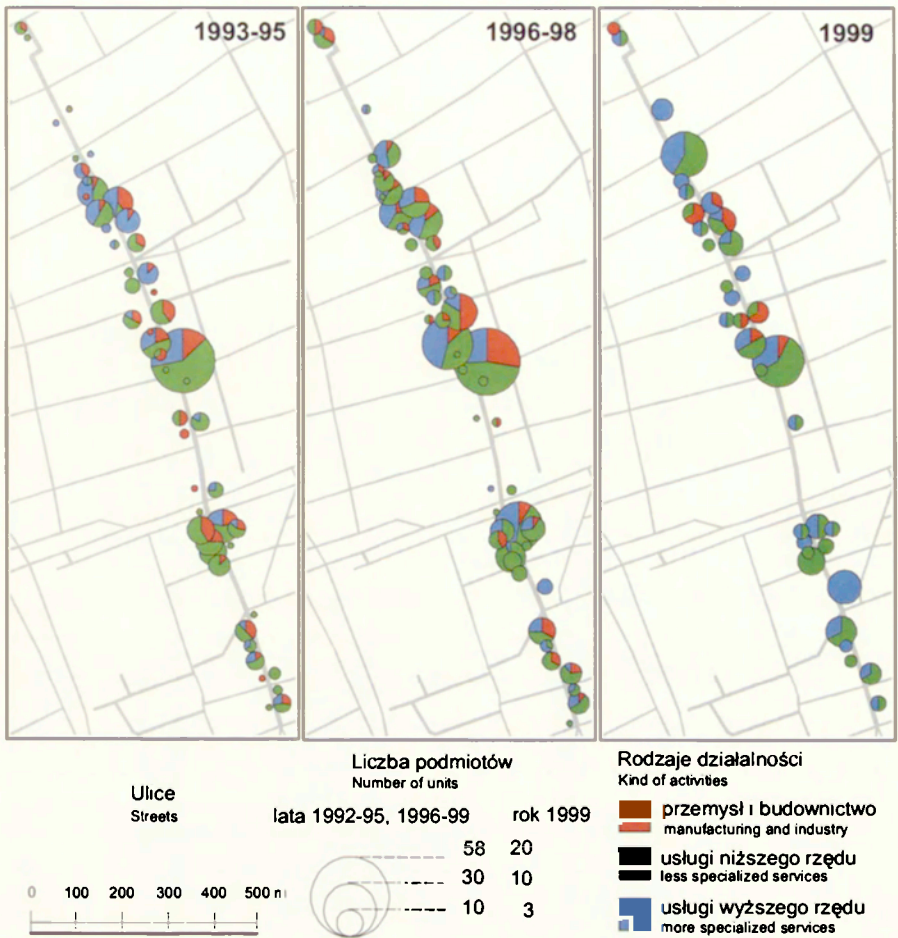 1993-95
1996-98
1999
Ulice
Streets
0 100 200 300 400 500 m
Liczba podmiotów
Number of units
lata 1992-95, 1996-99 rok 1999
58 20
30 10
10 3
Rodzaje działalności
Kind of activities
przemysł i budownictwo
manufacturing and industry
usługi niższego rzędu
less specialized services
usługi wyższego rzędu
more specialized services